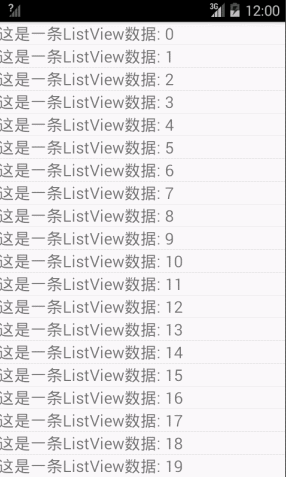 3G 12:00
这是一条ListView数据: 0
这是一条ListView数据: 1
这是一条ListView数据: 2
这是一条ListView数据: 3
这是一条ListView数据: 4
这是一条ListView数据: 5
这是一条ListView数据: 6
这是一条ListView数据: 7
这是一条ListView数据: 8
这是一条ListView数据: 9
这是一条ListView数据: 10
这是一条ListView数据: 11
这是一条ListView数据: 12
这是一条ListView数据: 13
这是一条ListView数据: 14
这是一条ListView数据: 15
这是一条ListView数据: 16
这是一条ListView数据: 17
这是一条ListView数据: 18
这是一条ListView数据: 19